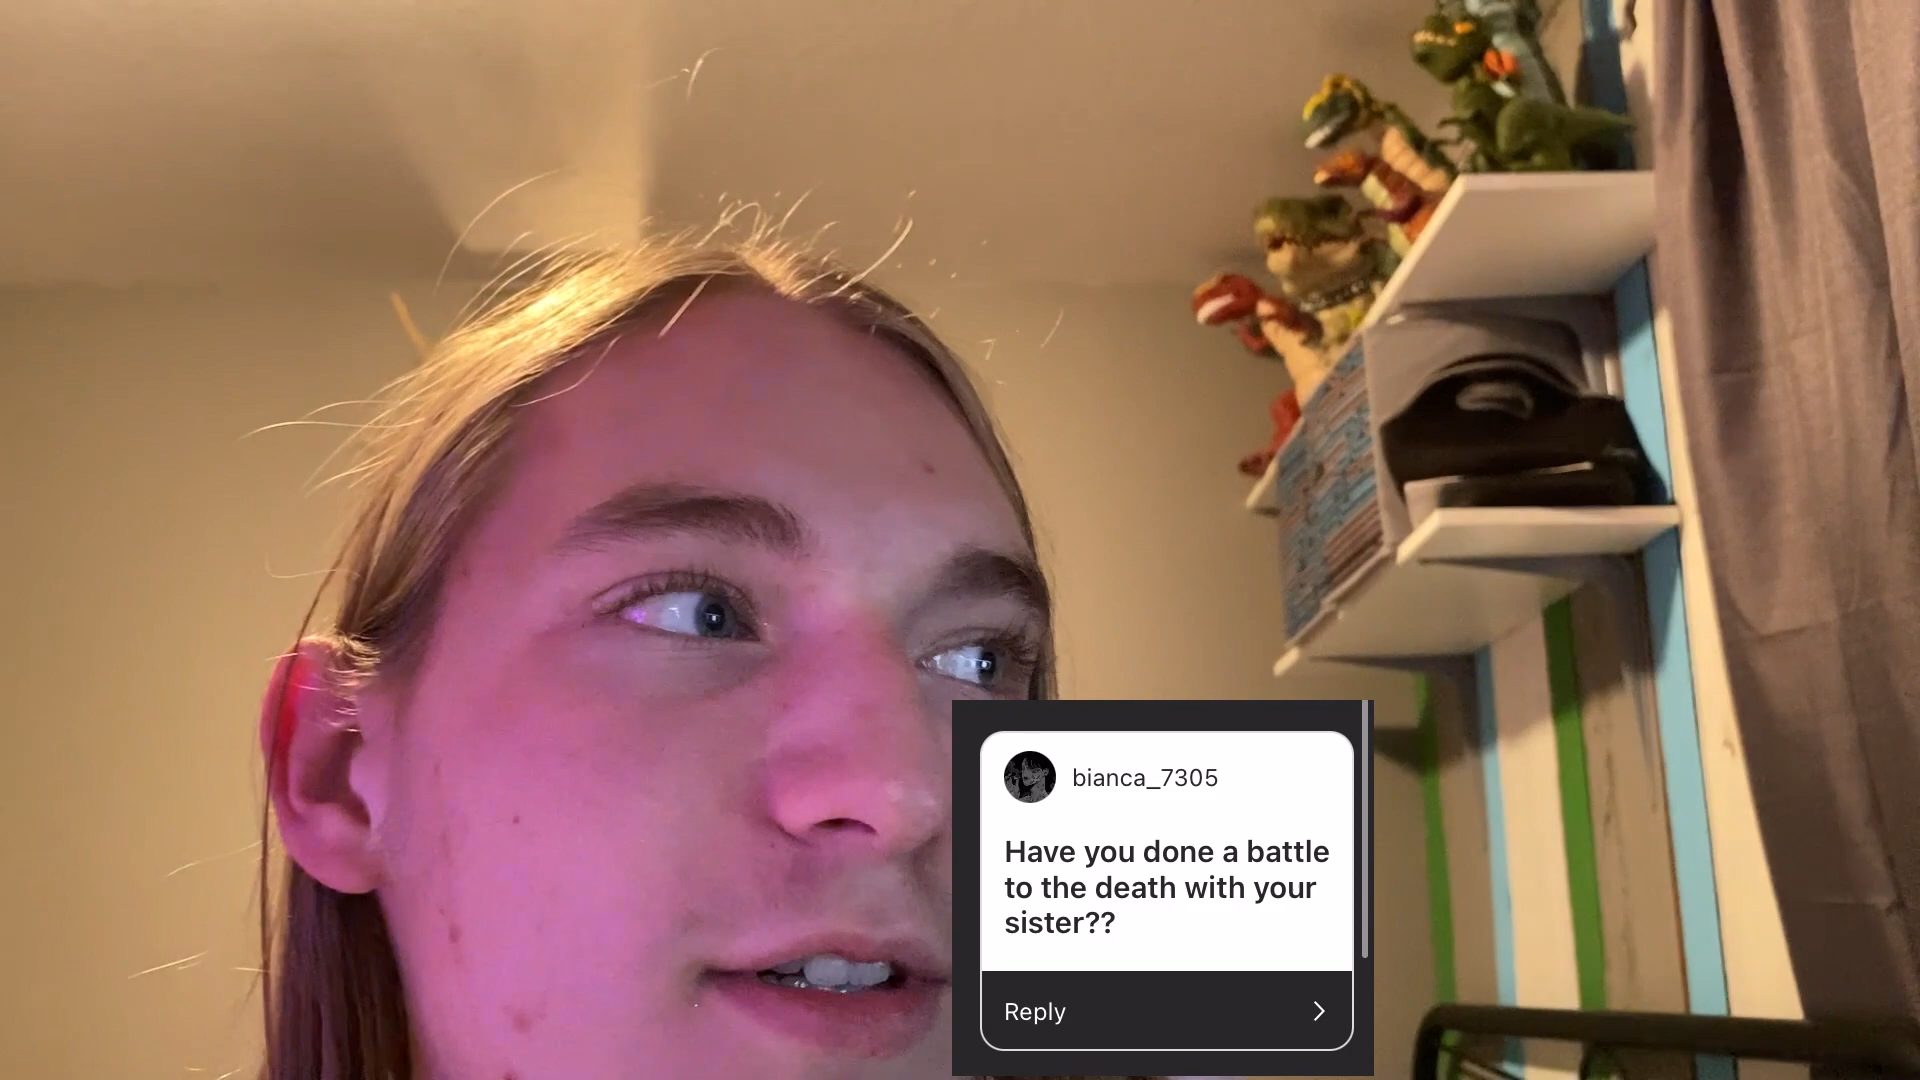 bianca_7305
Have you done a battle
to the death with your
sister??
Reply